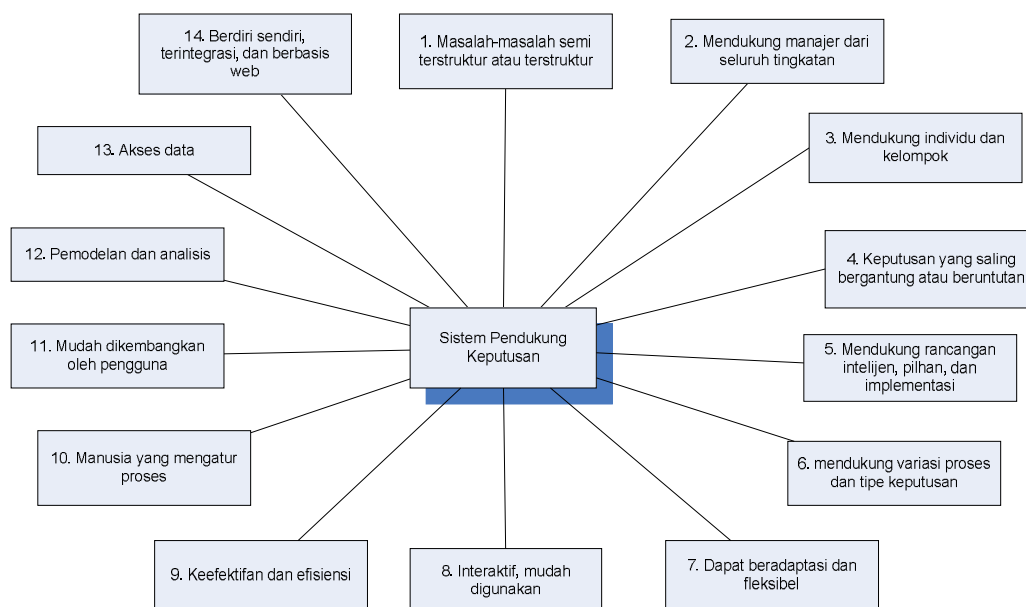 14. Berdiri sendiri,
terintegrasi, dan berbasis
web
1. Masalah-masalah semi
terstruktur atau terstruktur
2. Mendukung manajer dari
seluruh tingkatan
3. Mendukung individu dan
kelompok
4. Keputusan yang saling
bergantung atau beruntutan
5. Mendukung rancangan
intelijen, pilhan, dan
implementasi
6. mendukung variasi proses
dan tipe keputusan
7. Dapat beradaptasi dan
fleksibel
8. Interaktif, mudah
digunakan
9. Keefektifan dan efisiensi
10. Manusia yang mengatur
proses
11. Mudah dikembangkan
oleh pengguna
12. Pemodelan dan analisis
13. Akses data
Sistem Pendukung
Keputusan